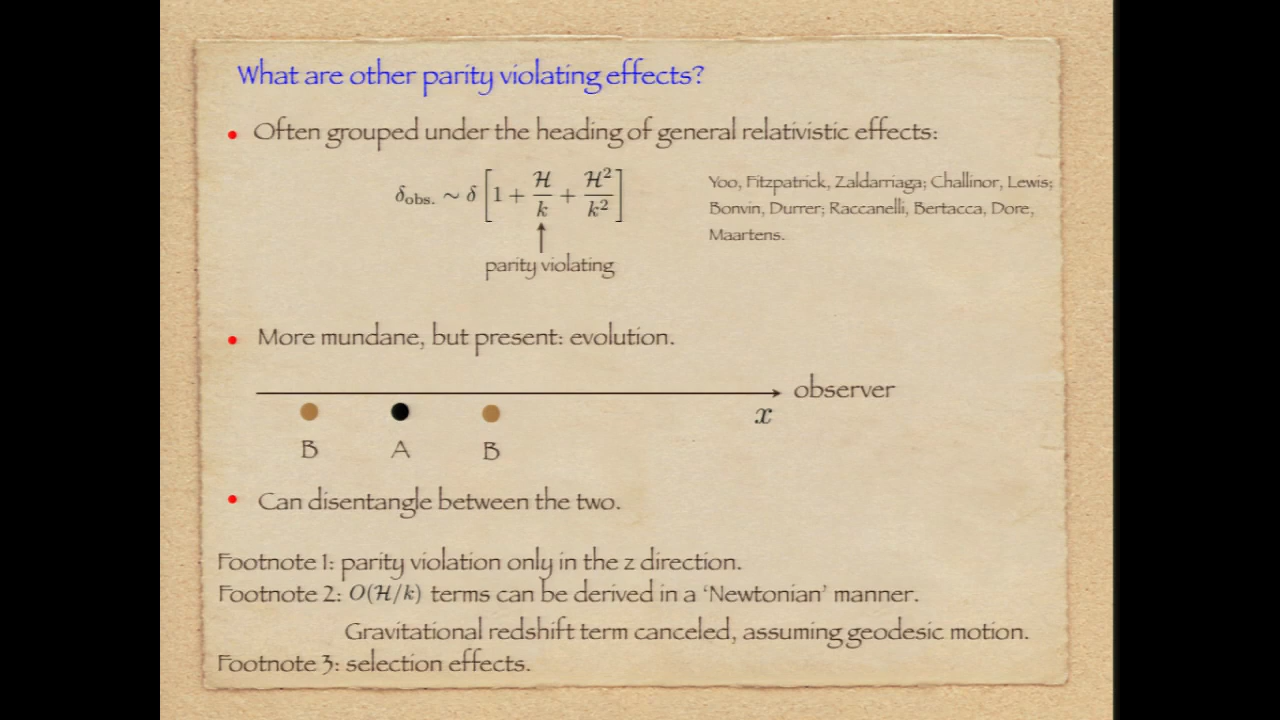 What are other parity violating effects?
• Often grouped under the heading of general relativistic effects:
δ_obs. ∼ δ [1 + ℋ/k + ℋ²/k²]
Yoo, Fitzpatrick, Zaldarriaga; Challinor, Lewis;
Bonvin, Durrer; Raccanelli, Bertacca, Dore,
Maartens.
parity violating
• More mundane, but present: evolution.
observer
x
B A B
• Can disentangle between the two.
Footnote 1: parity violation only in the z direction.
Footnote 2: O(ℋ/k) terms can be derived in a ‘Newtonian’ manner.
Gravitational redshift term canceled, assuming geodesic motion.
Footnote 3: selection effects.